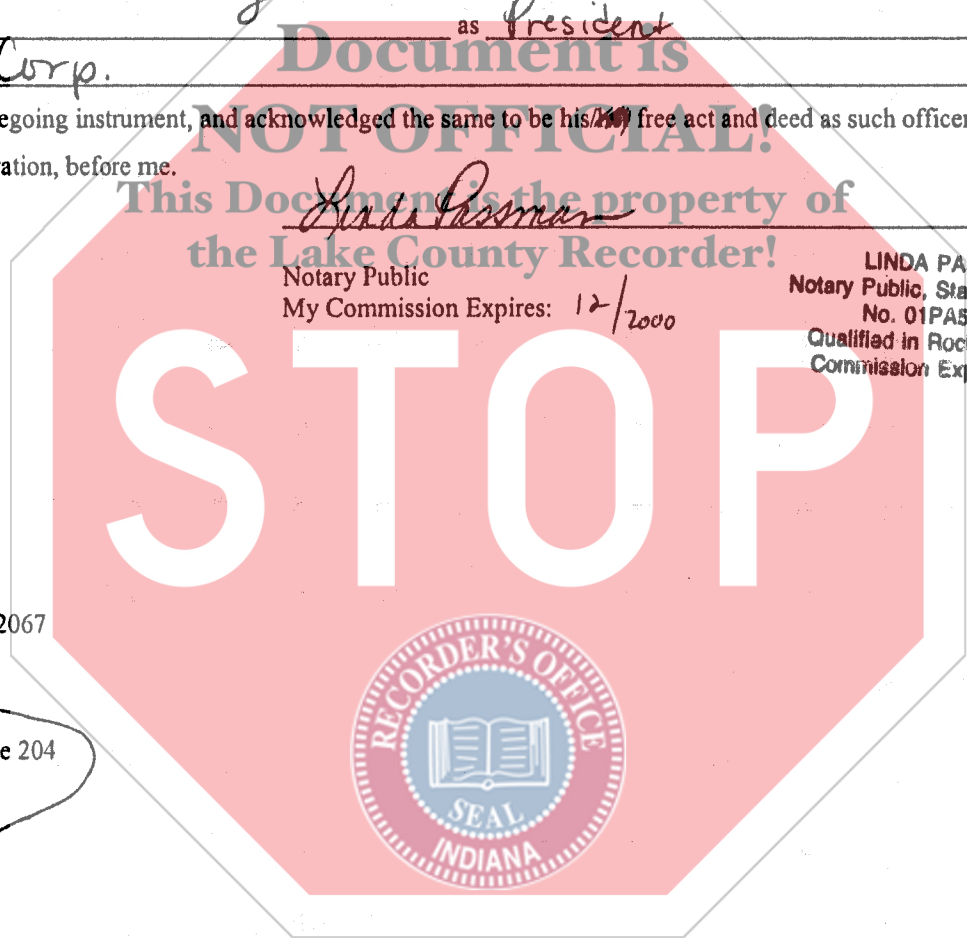 as President
Document is
Corp.
egoing instrument, and acknowledged the same to be his/ free act and deed as such officer
NOT OFFICIAL!
ation, before me.
This Document is the property of
Linda Passman
the Lake County Recorder!
Notary Public
My Commission Expires: 12/2000
LINDA PA
Notary Public, Sta
No. 01PA5
Qualified in Roc
Commission Exp
STOP
2067
e 204
RECORDER'S OFFICE
SEAL
INDIANA